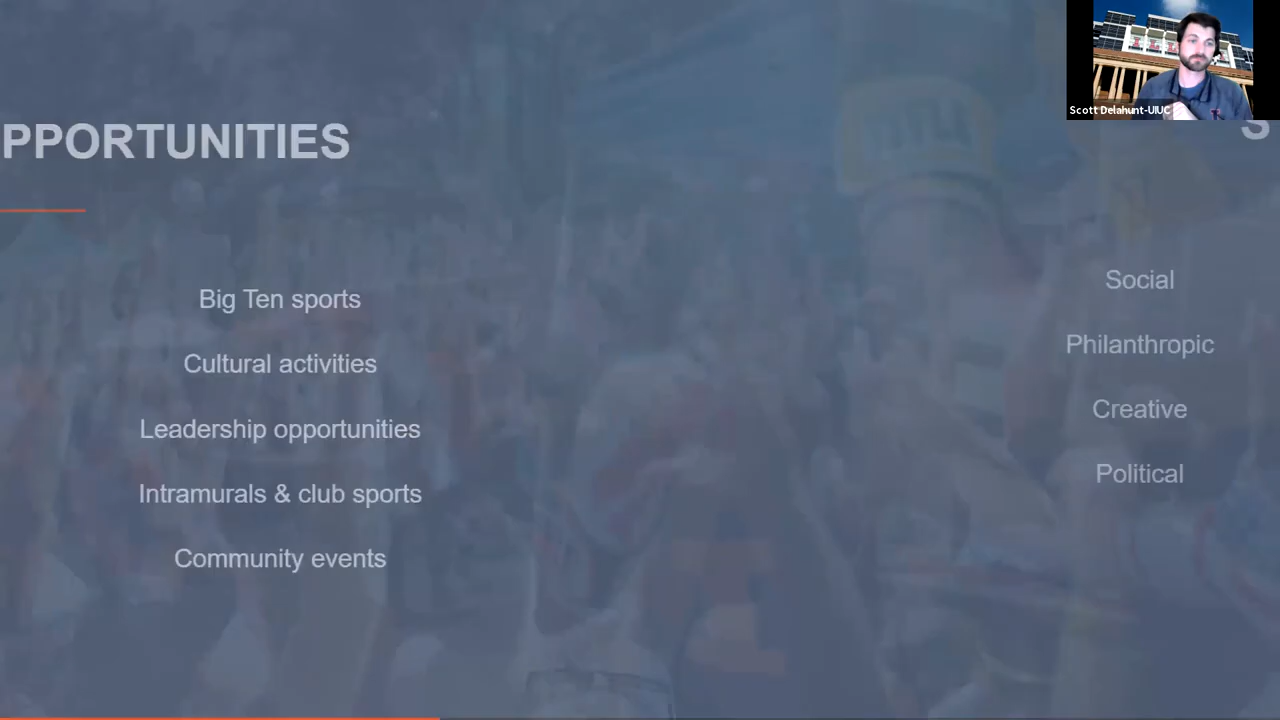 PPORTUNITIES
Big Ten sports
Cultural activities
Leadership opportunities
Intramurals & club sports
Community events
S
Social
Philanthropic
Creative
Political
Scott Delahunt-UIUC